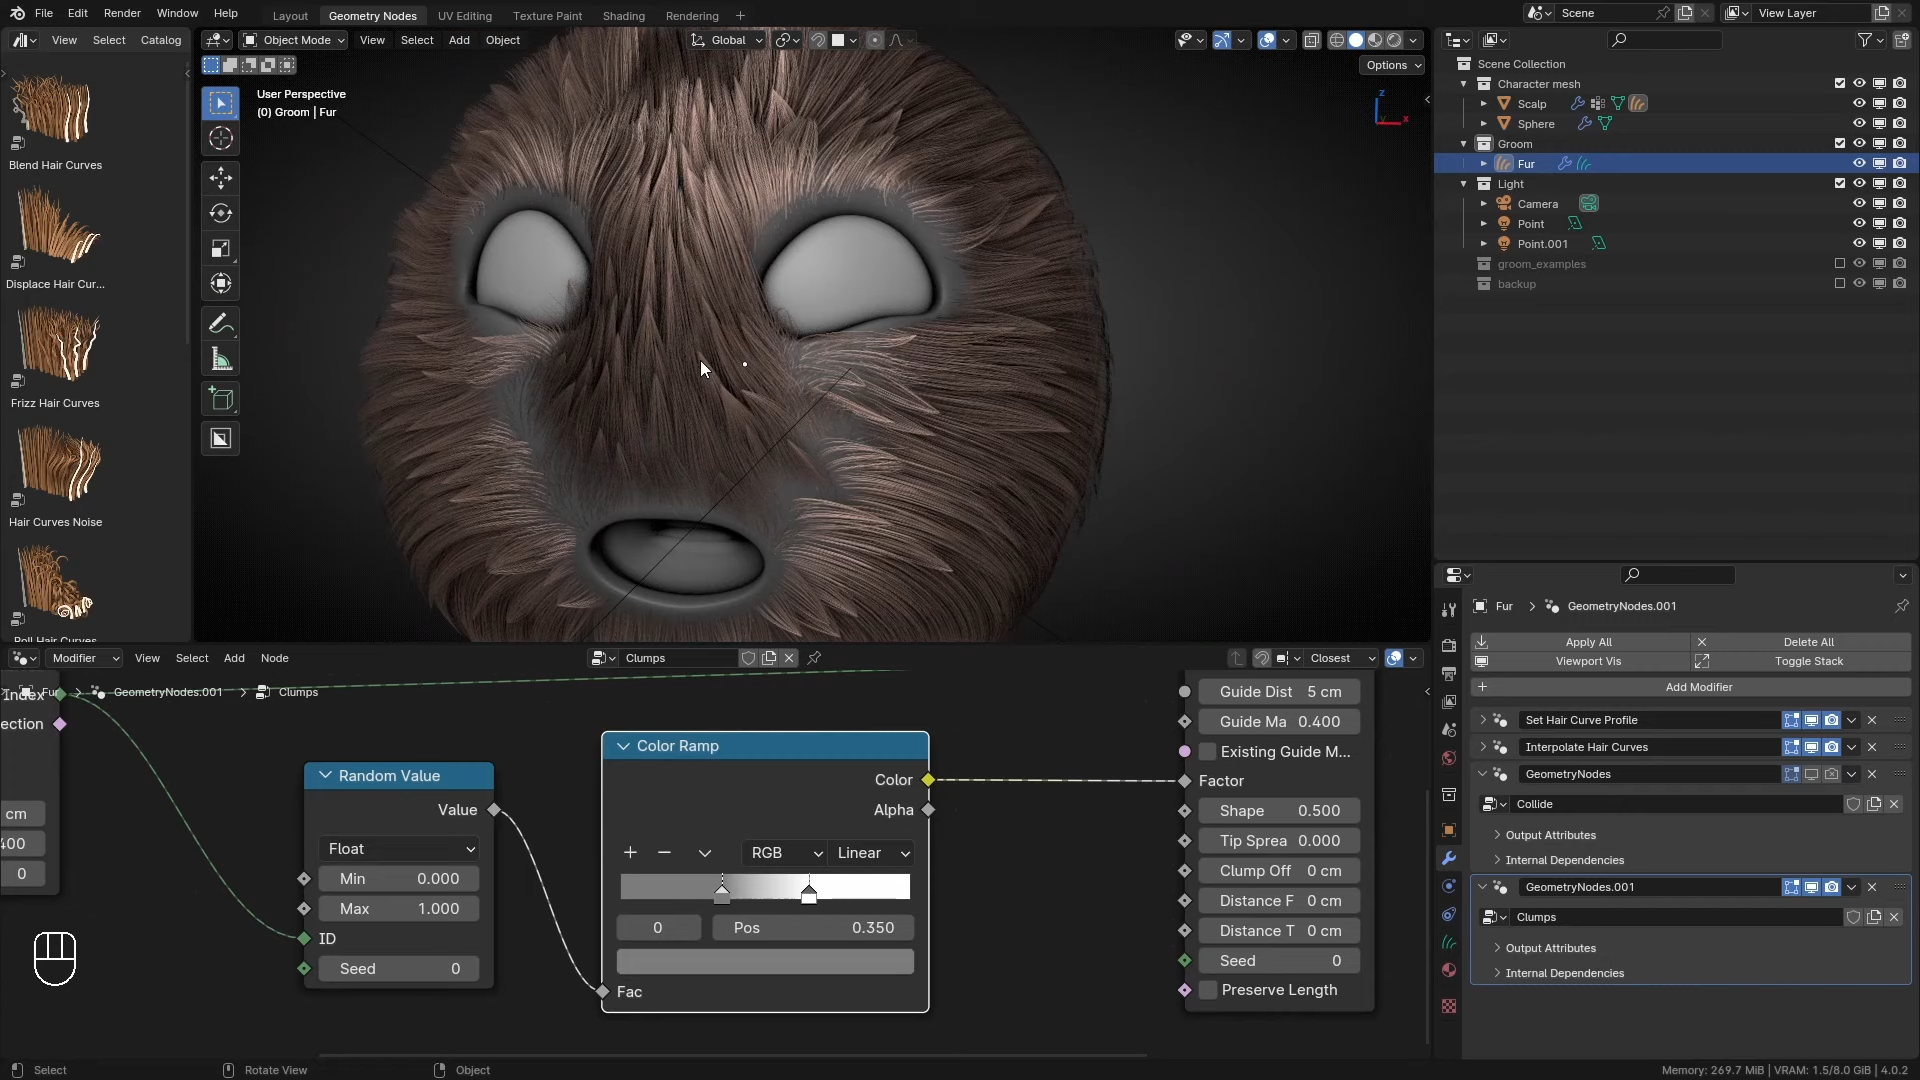 File Edit Render Window Help Layout Geometry Nodes UV Editing Texture Paint Shading Rendering + Scene View Layer
View Select Catalog
Object Mode View Select Add Object Global
Options
User Perspective
(0) Groom | Fur
Z
X
Blend Hair Curves
Displace Hair Cur...
Frizz Hair Curves
Hair Curves Noise
Roll Hair Curves
Scene Collection
Character mesh
Scalp
Sphere
Groom
Fur
Light
Camera
Point
Point.001
groom_examples
backup
Modifier View Select Add Node Clumps Closest
Fur > GeometryNodes.001 > Clumps
Index
ection
cm
400
0
Random Value
Value
Float
Min 0.000
Max 1.000
ID
Seed 0
Color Ramp
Color
Alpha
+ − RGB Linear
0 Pos 0.350
Fac
Guide Dist 5 cm
Guide Ma 0.400
Existing Guide M...
Factor
Shape 0.500
Tip Sprea 0.000
Clump Off 0 cm
Distance F 0 cm
Distance T 0 cm
Seed 0
Preserve Length
Fur > GeometryNodes.001
Apply All Delete All
Viewport Vis Toggle Stack
+ Add Modifier
Set Hair Curve Profile
Interpolate Hair Curves
GeometryNodes
Collide
Output Attributes
Internal Dependencies
GeometryNodes.001
Clumps
Output Attributes
Internal Dependencies
Select Rotate View Object Memory: 269.7 MiB | VRAM: 1.5/8.0 GiB | 4.0.2